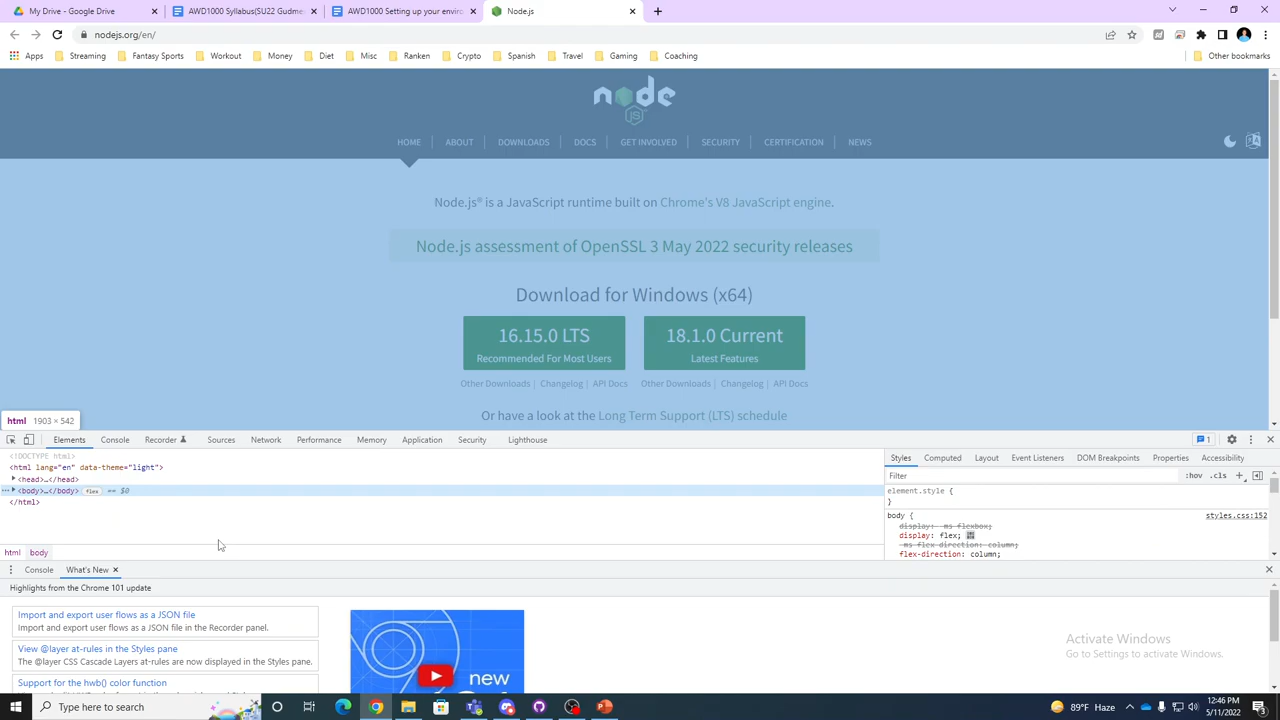 My Drive - Google Drive
AWD1000 Syllabus(SU22 Gudme
AWD1000 Setting up your enviro
Node.js
nodejs.org/en/
Apps Streaming Fantasy Sports Workout Money Diet Misc Ranken Crypto Spanish Travel Gaming Coaching Other bookmarks
node
JS
HOME ABOUT DOWNLOADS DOCS GET INVOLVED SECURITY CERTIFICATION NEWS
Node.js® is a JavaScript runtime built on Chrome's V8 JavaScript engine.
Node.js assessment of OpenSSL 3 May 2022 security releases
Download for Windows (x64)
16.15.0 LTS
Recommended For Most Users
18.1.0 Current
Latest Features
Other Downloads | Changelog | API Docs
Other Downloads | Changelog | API Docs
Or have a look at the Long Term Support (LTS) schedule
html 1903 × 542
Elements Console Recorder Sources Network Performance Memory Application Security Lighthouse 1
<!DOCTYPE html>
<html lang="en" data-theme="light">
<head>…</head>
<body>…</body> flex == $0
</html>
html body
Styles Computed Layout Event Listeners DOM Breakpoints Properties Accessibility
Filter :hov .cls
element.style {
}
body { styles.css:152
display: -ms flexbox;
display: flex;
-ms flex direction: column;
flex-direction: column;
Console What's New
Highlights from the Chrome 101 update
Import and export user flows as a JSON file
Import and export user flows as a JSON file in the Recorder panel.
View @layer at-rules in the Styles pane
The @layer CSS Cascade Layers at-rules are now displayed in the Styles pane.
Support for the hwb() color function
new
Activate Windows
Go to Settings to activate Windows.
Type here to search
89°F Haze
12:46 PM
5/11/2022
3